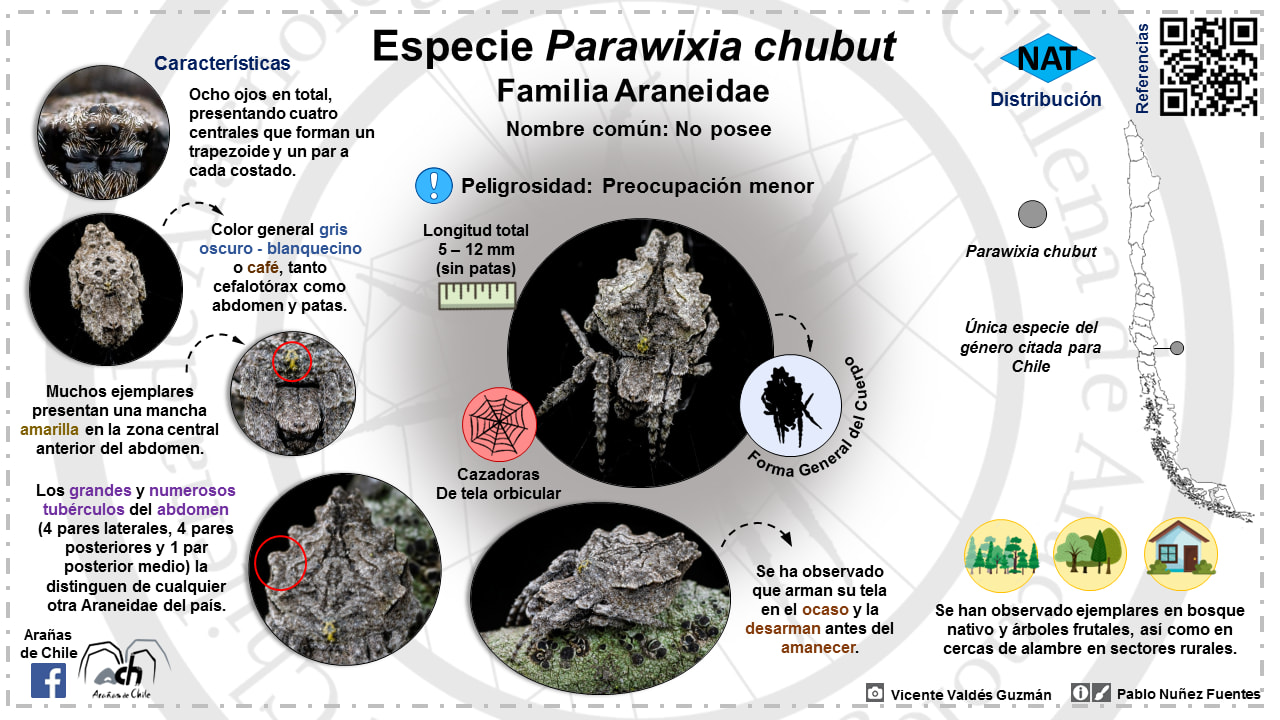 Especie Parawixia chubut
Familia Araneidae
Nombre común: No posee
Peligrosidad: Preocupación menor
Características
Ocho ojos en total,
presentando cuatro
centrales que forman un
trapezoide y un par a
cada costado.
Color general gris
oscuro - blanquecino
o café, tanto
cefalotórax como
abdomen y patas.
Muchos ejemplares
presentan una mancha
amarilla en la zona central
anterior del abdomen.
Los grandes y numerosos
tubérculos del abdomen
(4 pares laterales, 4 pares
posteriores y 1 par
posterior medio) la
distinguen de cualquier
otra Araneidae del país.
Arañas
de Chile
ach
Arañas de Chile
Longitud total
5 – 12 mm
(sin patas)
Cazadoras
De tela orbicular
Forma General del Cuerpo
Se ha observado
que arman su tela
en el ocaso y la
desarman antes del
amanecer.
NAT
Distribución
Referencias
Parawixia chubut
Única especie del
género citada para
Chile
Se han observado ejemplares en bosque
nativo y árboles frutales, así como en
cercas de alambre en sectores rurales.
Vicente Valdés Guzmán
Pablo Nuñez Fuentes